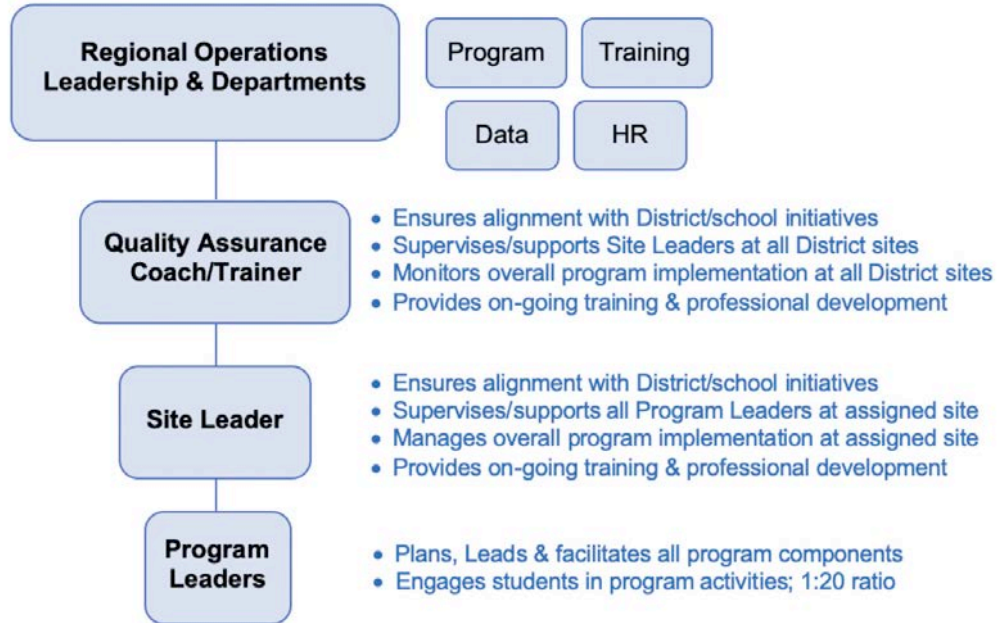 Regional Operations
Leadership & Departments
Program
Training
Data
HR
Quality Assurance
Coach/Trainer
• Ensures alignment with District/school initiatives
• Supervises/supports Site Leaders at all District sites
• Monitors overall program implementation at all District sites
• Provides on-going training & professional development
Site Leader
• Ensures alignment with District/school initiatives
• Supervises/supports all Program Leaders at assigned site
• Manages overall program implementation at assigned site
• Provides on-going training & professional development
Program
Leaders
• Plans, Leads & facilitates all program components
• Engages students in program activities; 1:20 ratio